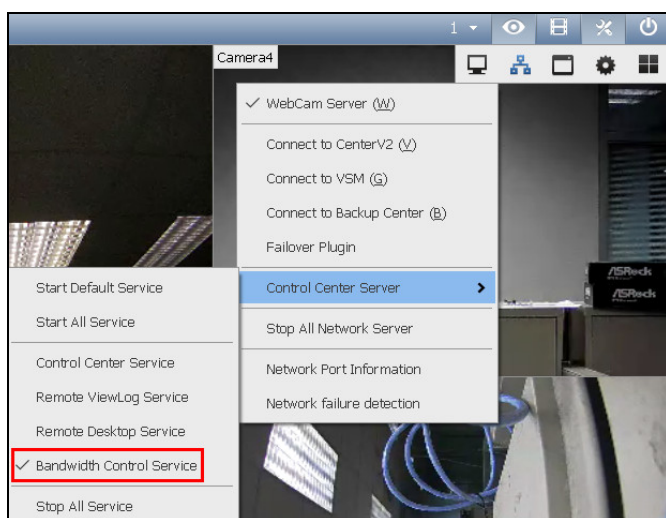 1
Camera4
WebCam Server (W)
Connect to CenterV2 (V)
Connect to VSM (G)
Connect to Backup Center (B)
Failover Plugin
Control Center Server
Stop All Network Server
Network Port Information
Network failure detection
Start Default Service
Start All Service
Control Center Service
Remote ViewLog Service
Remote Desktop Service
Bandwidth Control Service
Stop All Service
ASRock
ASRock